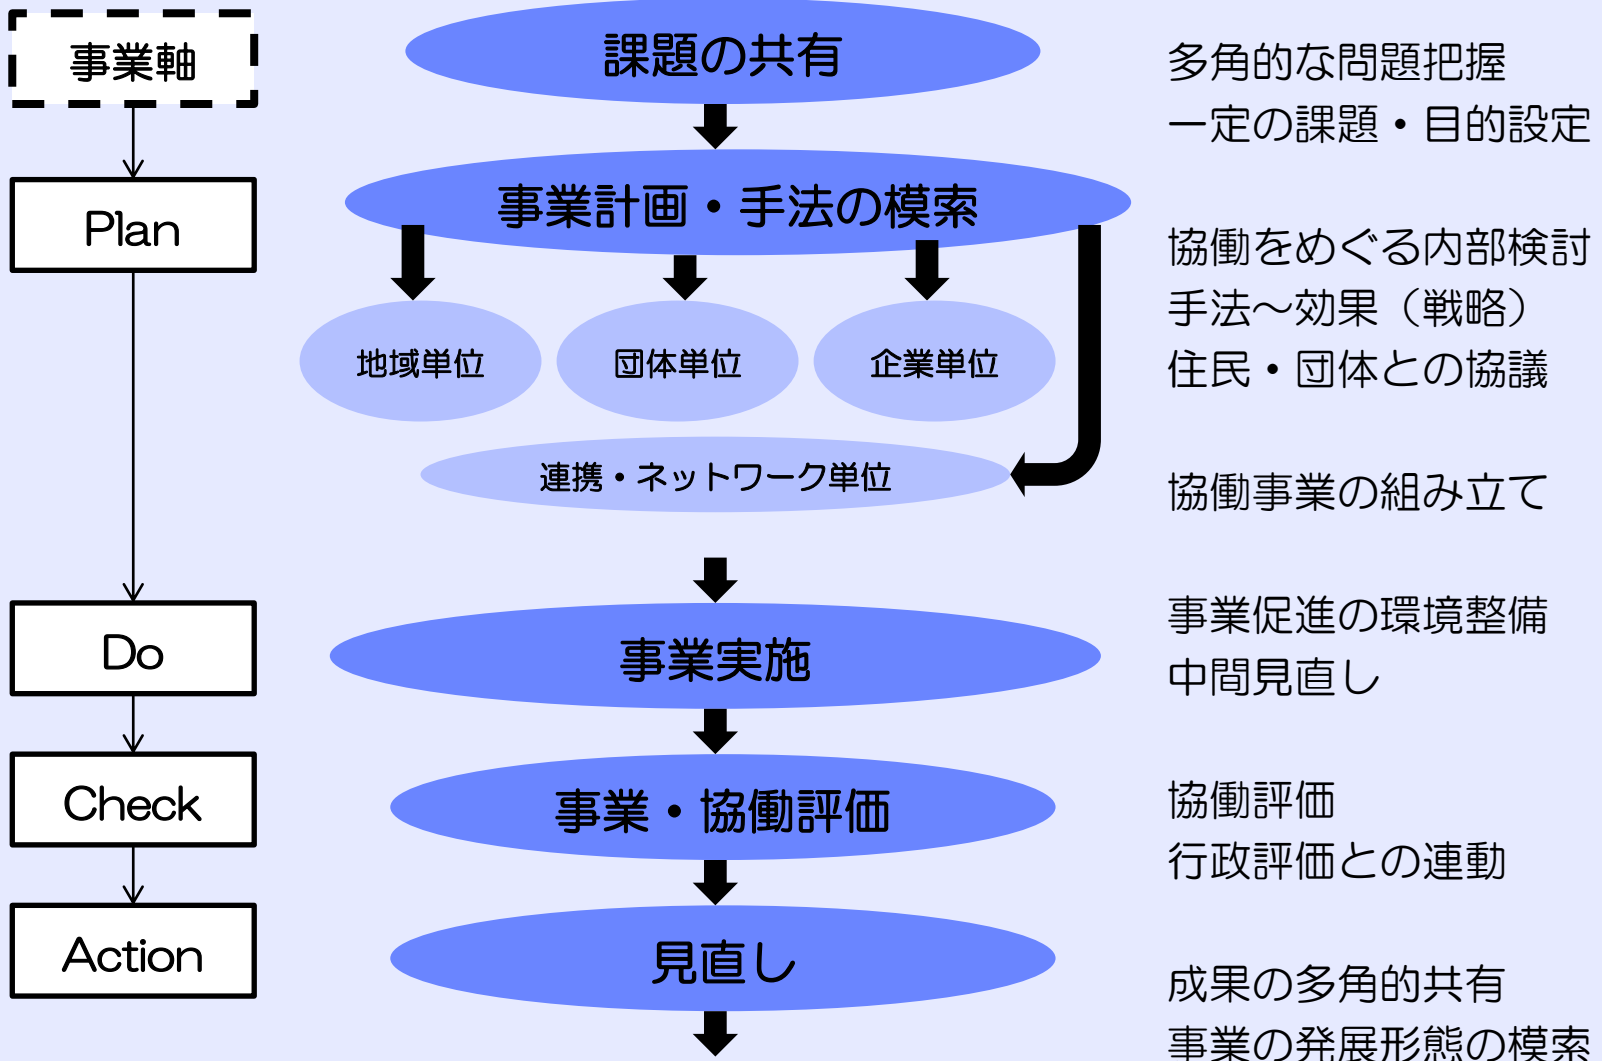 事業軸
Plan
Do
Check
Action
課題の共有
事業計画・手法の模索
地域単位
団体単位
企業単位
連携・ネットワーク単位
事業実施
事業・協働評価
見直し
多角的な問題把握
一定の課題・目的設定
協働をめぐる内部検討
手法～効果（戦略）
住民・団体との協議
協働事業の組み立て
事業促進の環境整備
中間見直し
協働評価
行政評価との連動
成果の多角的共有
事業の発展形態の模索